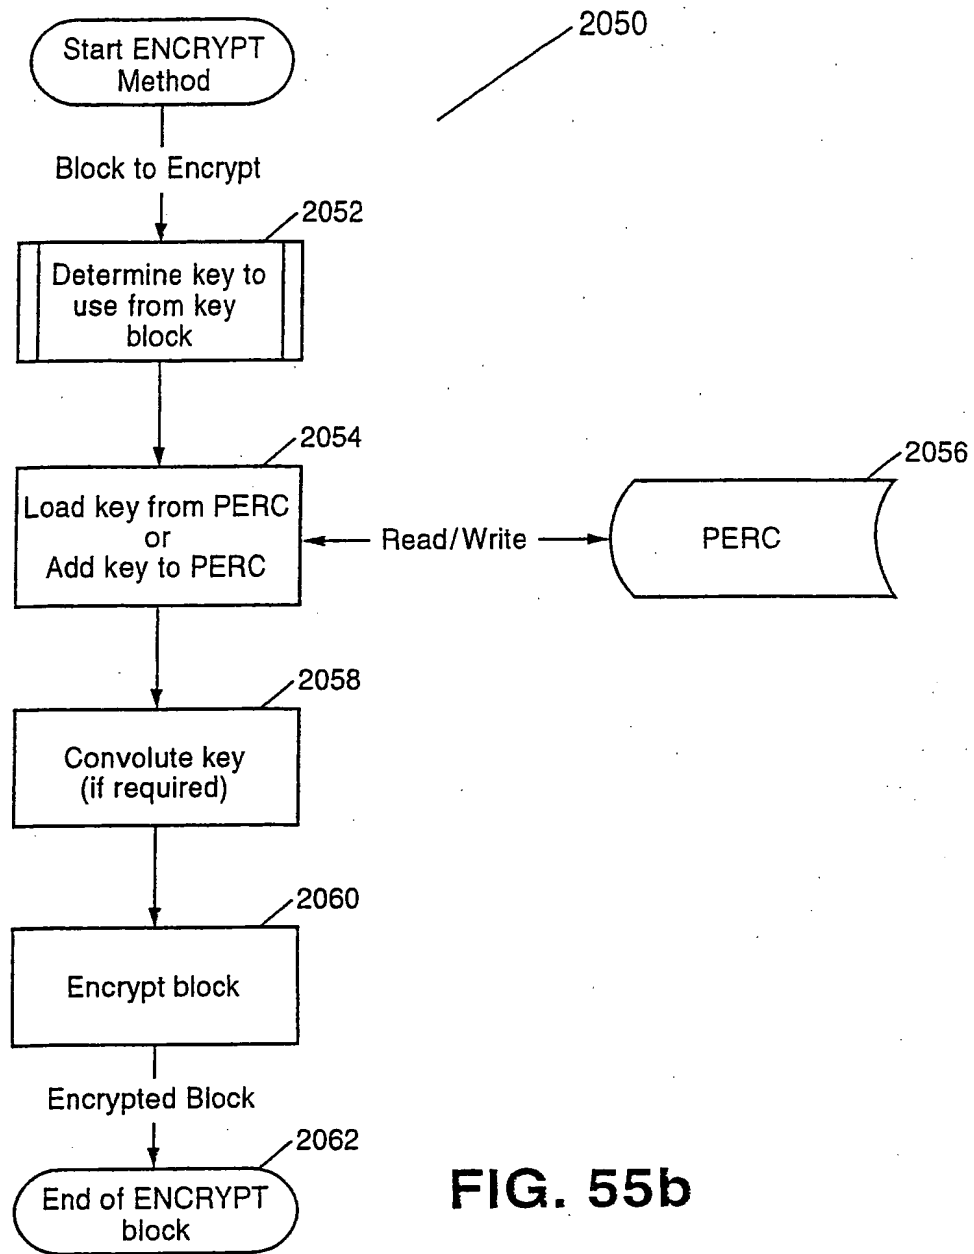 2050
Start ENCRYPT
Method
Block to Encrypt
2052
Determine key to
use from key
block
2054
Load key from PERC
or
Add key to PERC
Read/Write
2056
PERC
2058
Convolute key
(if required)
2060
Encrypt block
Encrypted Block
2062
End of ENCRYPT
block
FIG. 55b